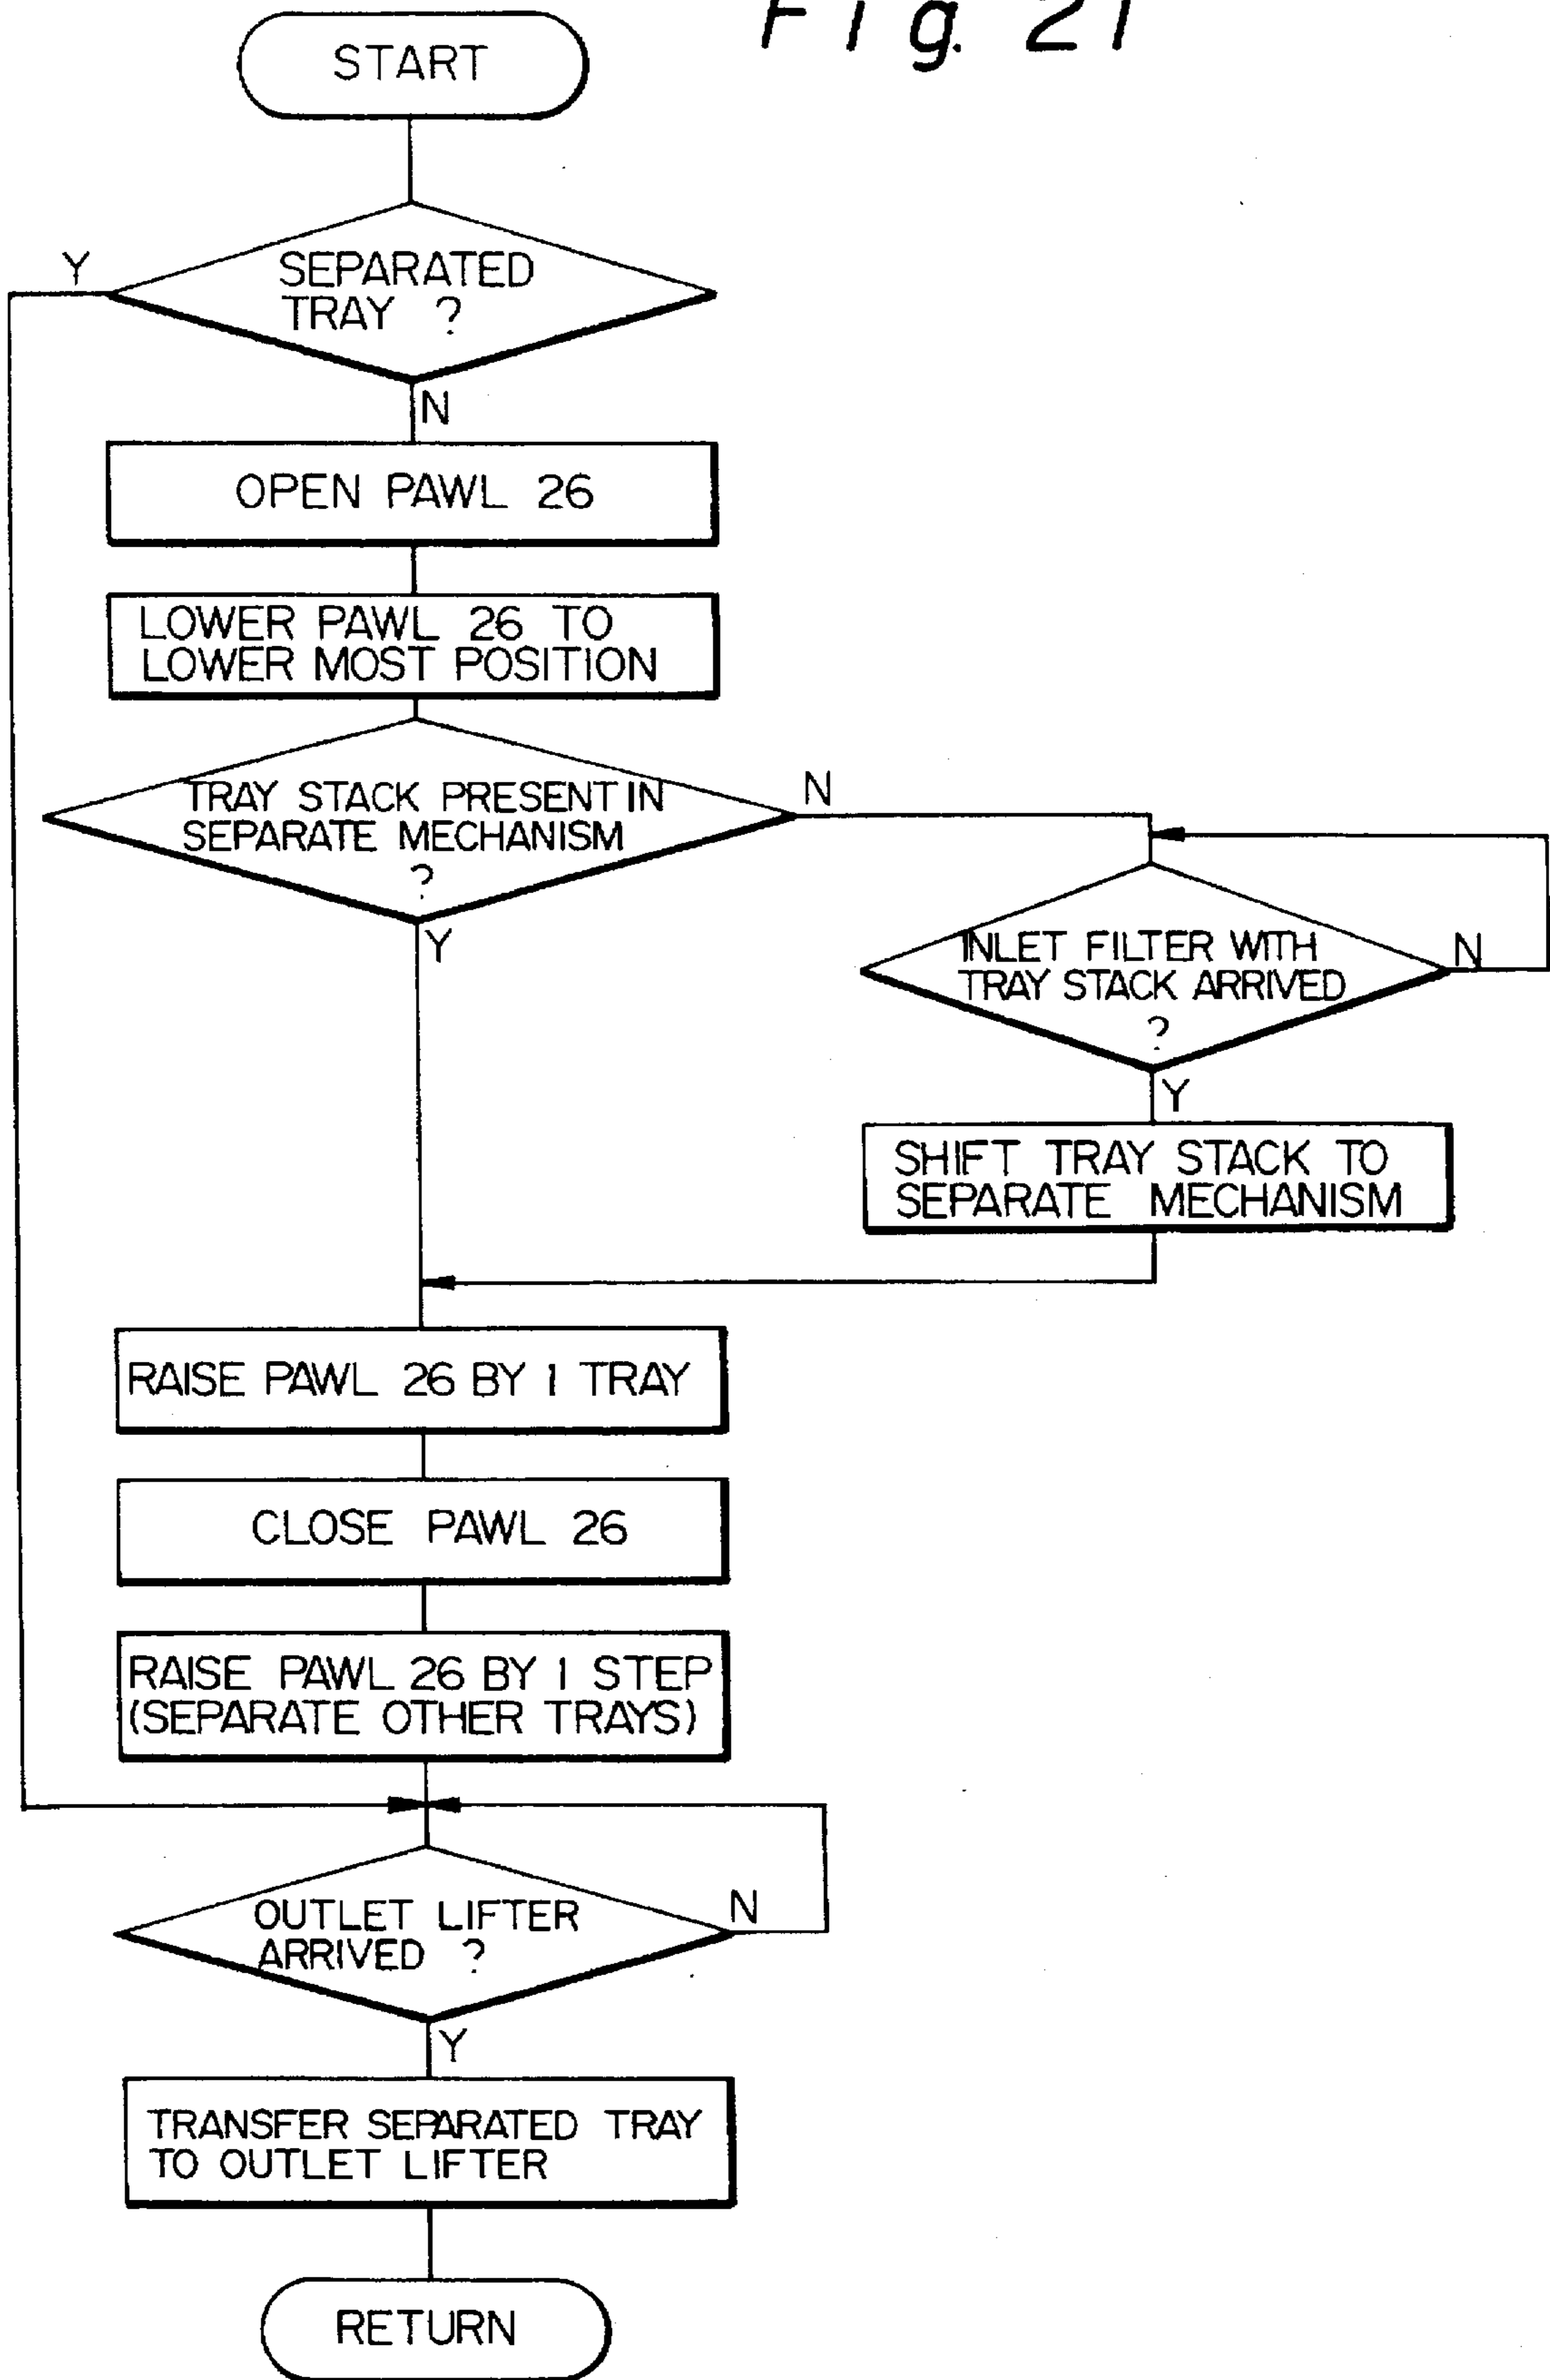 Fig. 21
START
SEPARATED
TRAY ?
Y
N
OPEN PAWL 26
LOWER PAWL 26 TO
LOWER MOST POSITION
TRAY STACK PRESENT IN
SEPARATE MECHANISM
?
N
Y
INLET FILTER WITH
TRAY STACK ARRIVED
?
N
Y
SHIFT TRAY STACK TO
SEPARATE MECHANISM
RAISE PAWL 26 BY 1 TRAY
CLOSE PAWL 26
RAISE PAWL 26 BY 1 STEP
(SEPARATE OTHER TRAYS)
OUTLET LIFTER
ARRIVED ?
N
Y
TRANSFER SEPARATED TRAY
TO OUTLET LIFTER
RETURN